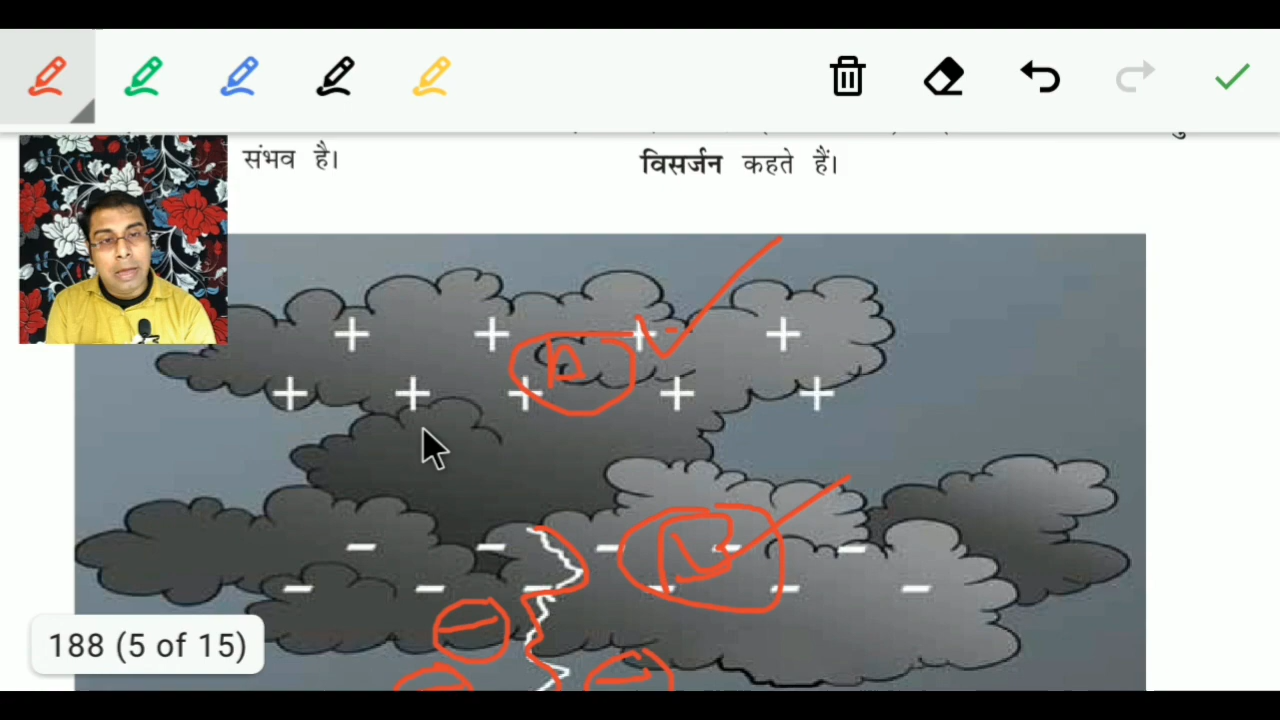 संभव है।
विसर्जन कहते हैं।
188 (5 of 15)